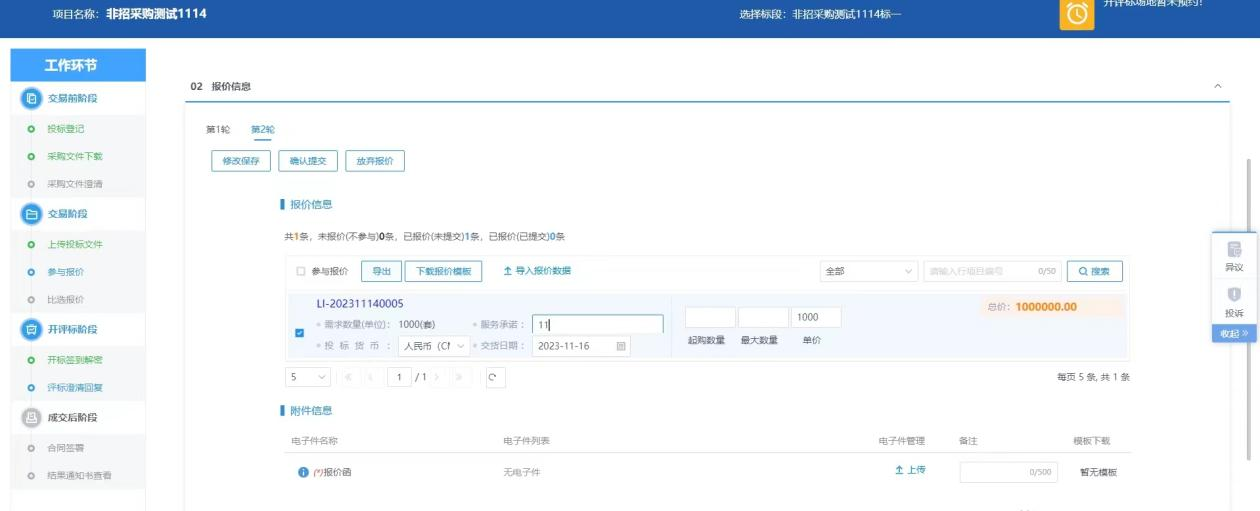 项目名称：非招采购测试1114
选择标段：非招采购测试1114标一
工作环节
交易前阶段
投标登记
采购文件下载
采购文件澄清
交易阶段
上传投标文件
参与报价
比选报价
开评标阶段
开标签到解密
评标澄清回复
成交后阶段
合同签署
结果通知书查看
02 报价信息
第1轮 第2轮
修改保存 确认提交 放弃报价
报价信息
共1条，未报价(不参与)0条，已报价(未提交)1条，已报价(已提交)0条
参与报价 导出 下载报价模板 导入报价数据 全部 请输入行项目编号 0/50 搜索
LI-202311140005 总价：1000000.00
需求数量(单位)：1000(套) 服务承诺：11 1000
投标货币：人民币（CN 交货日期：2023-11-16 起购数量 最大数量 单价
5 1 / 1 每页 5 条, 共 1 条
附件信息
电子件名称 电子件列表 电子件管理 备注 模板下载
(*)报价函 无电子件 上传 0/500 暂无模板
异议
投诉
收起 »